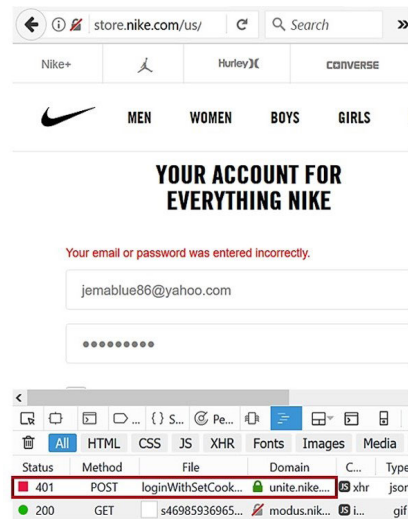 store.nike.com/us/ Search »
Nike+ Hurley CONVERSE
MEN WOMEN BOYS GIRLS
YOUR ACCOUNT FOR
EVERYTHING NIKE
Your email or password was entered incorrectly.
jemablue86@yahoo.com
{ } S... Pe...
All HTML CSS JS XHR Fonts Images Media
Status Method File Domain C... Type
401 POST loginWithSetCook... unite.nike.... JS xhr json
200 GET s46985936965... modus.nik... JS i... gif